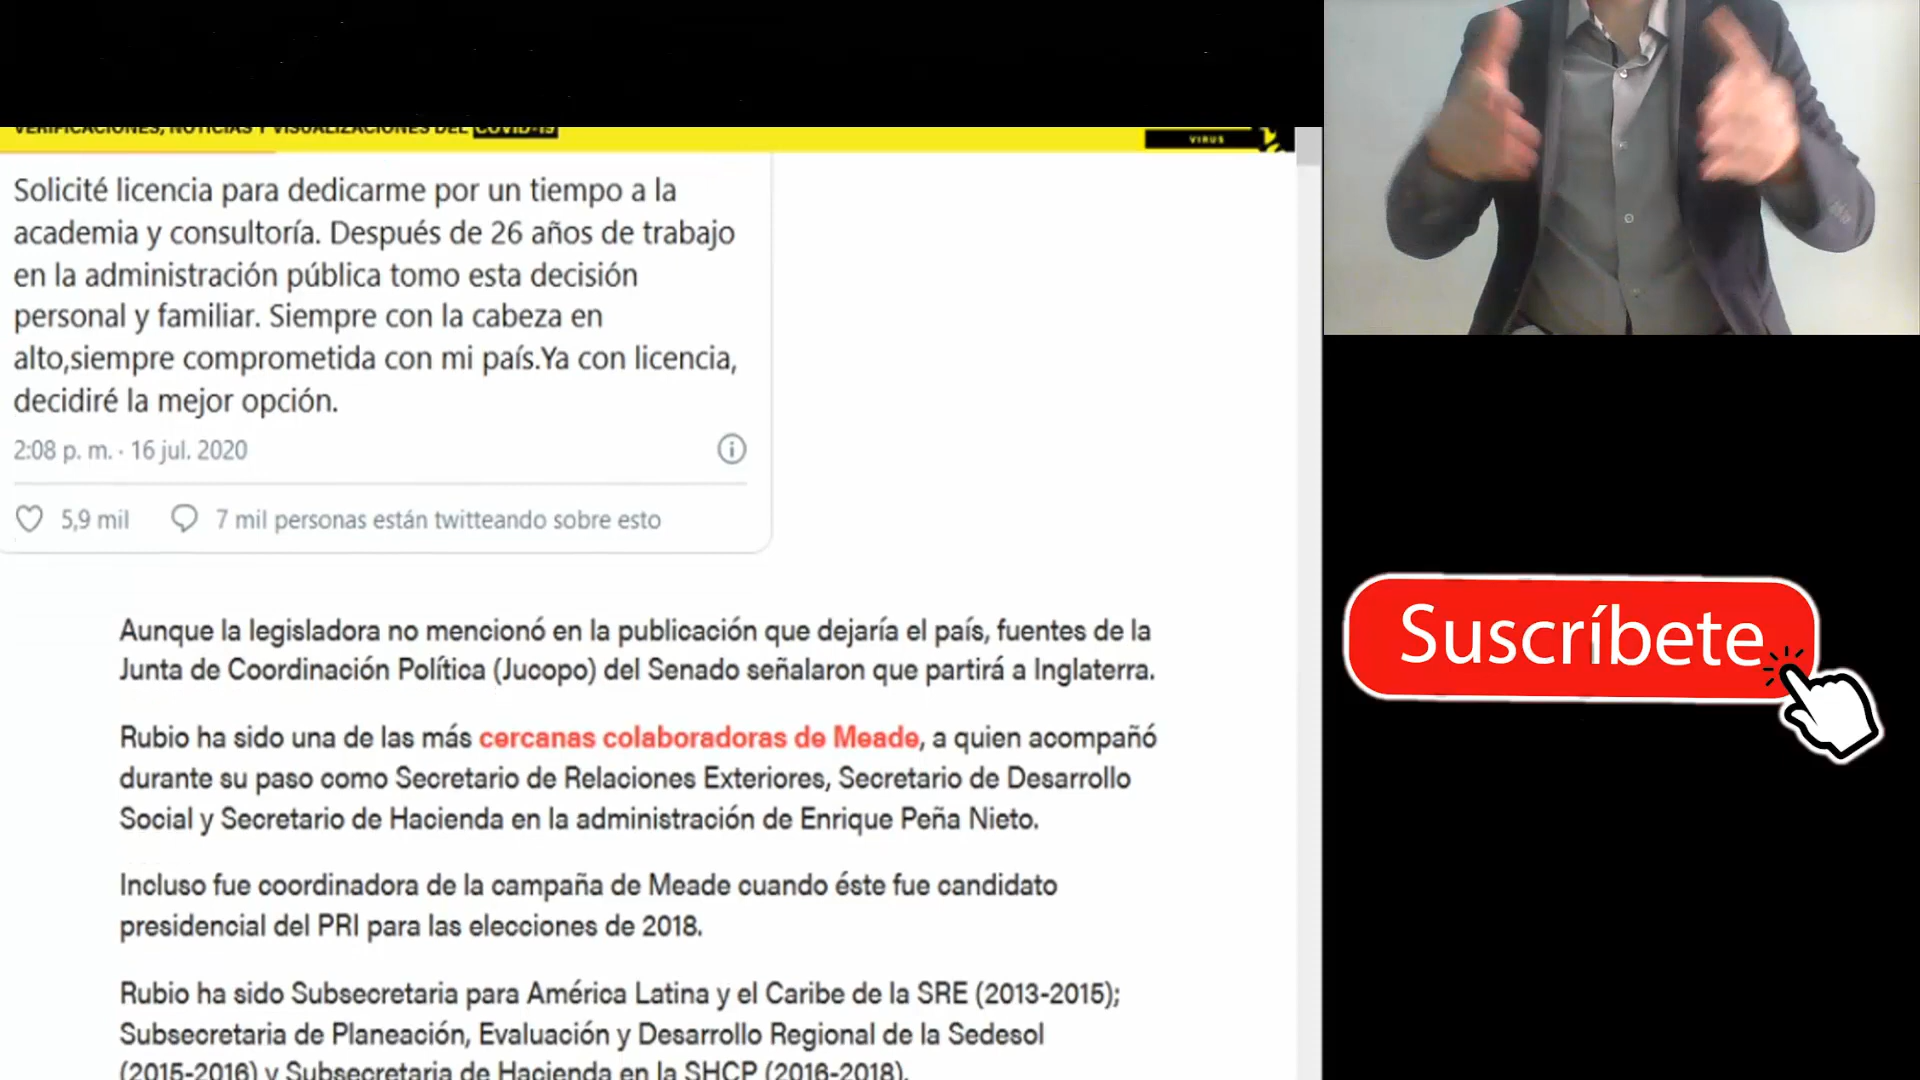 VERIFICACIONES, NOTICIAS Y VISUALIZACIONES DEL COVID-19
VIRUS
Solicité licencia para dedicarme por un tiempo a la
academia y consultoría. Después de 26 años de trabajo
en la administración pública tomo esta decisión
personal y familiar. Siempre con la cabeza en
alto,siempre comprometida con mi país.Ya con licencia,
decidiré la mejor opción.
2:08 p. m. · 16 jul. 2020
5,9 mil 7 mil personas están twitteando sobre esto
Aunque la legisladora no mencionó en la publicación que dejaría el país, fuentes de la
Junta de Coordinación Política (Jucopo) del Senado señalaron que partirá a Inglaterra.
Rubio ha sido una de las más cercanas colaboradoras de Meade, a quien acompañó
durante su paso como Secretario de Relaciones Exteriores, Secretario de Desarrollo
Social y Secretario de Hacienda en la administración de Enrique Peña Nieto.
Incluso fue coordinadora de la campaña de Meade cuando éste fue candidato
presidencial del PRI para las elecciones de 2018.
Rubio ha sido Subsecretaria para América Latina y el Caribe de la SRE (2013-2015);
Subsecretaria de Planeación, Evaluación y Desarrollo Regional de la Sedesol
(2015-2016) y Subsecretaria de Hacienda en la SHCP (2016-2018).
Suscríbete